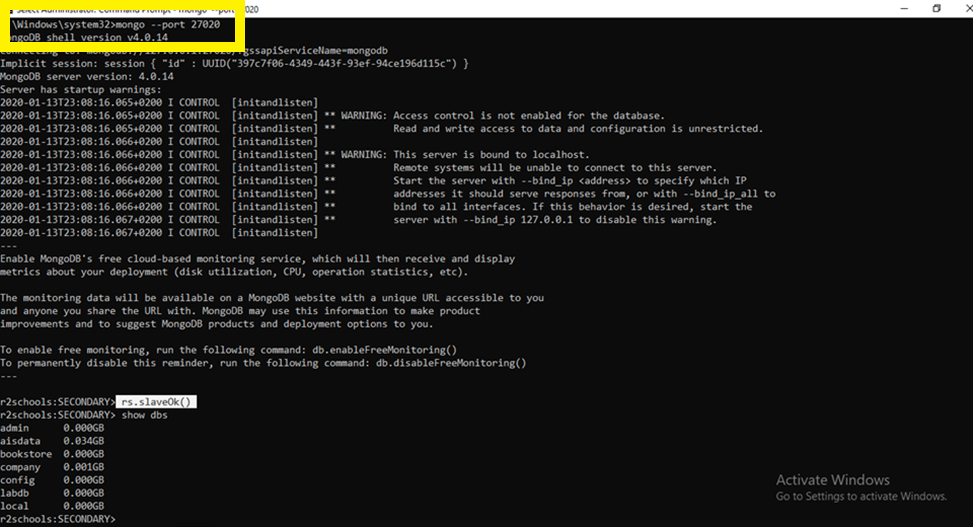 Select Administrator: Command Prompt - mongo --port 27020
\Windows\system32>mongo --port 27020
ongoDB shell version v4.0.14
connecting to: mongodb://127.0.0.1:27020/?gssapiServiceName=mongodb
Implicit session: session { "id" : UUID("397c7f06-4349-443f-93ef-94ce196d115c") }
MongoDB server version: 4.0.14
Server has startup warnings:
2020-01-13T23:08:16.065+0200 I CONTROL  [initandlisten]
2020-01-13T23:08:16.065+0200 I CONTROL  [initandlisten] ** WARNING: Access control is not enabled for the database.
2020-01-13T23:08:16.065+0200 I CONTROL  [initandlisten] **          Read and write access to data and configuration is unrestricted.
2020-01-13T23:08:16.066+0200 I CONTROL  [initandlisten]
2020-01-13T23:08:16.066+0200 I CONTROL  [initandlisten] ** WARNING: This server is bound to localhost.
2020-01-13T23:08:16.066+0200 I CONTROL  [initandlisten] **          Remote systems will be unable to connect to this server.
2020-01-13T23:08:16.066+0200 I CONTROL  [initandlisten] **          Start the server with --bind_ip <address> to specify which IP
2020-01-13T23:08:16.066+0200 I CONTROL  [initandlisten] **          addresses it should serve responses from, or with --bind_ip_all to
2020-01-13T23:08:16.066+0200 I CONTROL  [initandlisten] **          bind to all interfaces. If this behavior is desired, start the
2020-01-13T23:08:16.067+0200 I CONTROL  [initandlisten] **          server with --bind_ip 127.0.0.1 to disable this warning.
2020-01-13T23:08:16.067+0200 I CONTROL  [initandlisten]
---
Enable MongoDB's free cloud-based monitoring service, which will then receive and display
metrics about your deployment (disk utilization, CPU, operation statistics, etc).
The monitoring data will be available on a MongoDB website with a unique URL accessible to you
and anyone you share the URL with. MongoDB may use this information to make product
improvements and to suggest MongoDB products and deployment options to you.
To enable free monitoring, run the following command: db.enableFreeMonitoring()
To permanently disable this reminder, run the following command: db.disableFreeMonitoring()
---
r2schools:SECONDARY> rs.slaveOk()
r2schools:SECONDARY> show dbs
admin      0.000GB
aisdata    0.034GB
bookstore  0.000GB
company    0.001GB
config     0.000GB
labdb      0.000GB
local      0.000GB
r2schools:SECONDARY>
Activate Windows
Go to Settings to activate Windows.